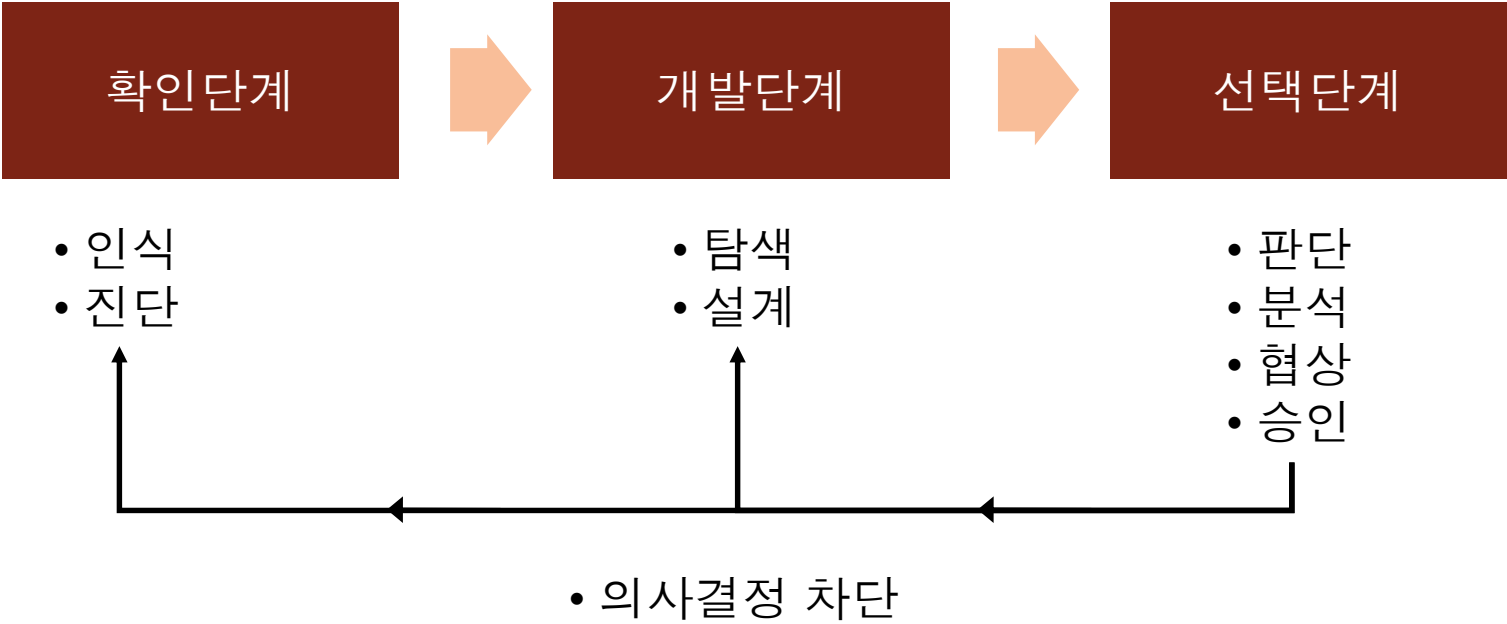 확인단계
개발단계
선택단계
• 인식
• 진단
• 탐색
• 설계
• 판단
• 분석
• 협상
• 승인
• 의사결정 차단